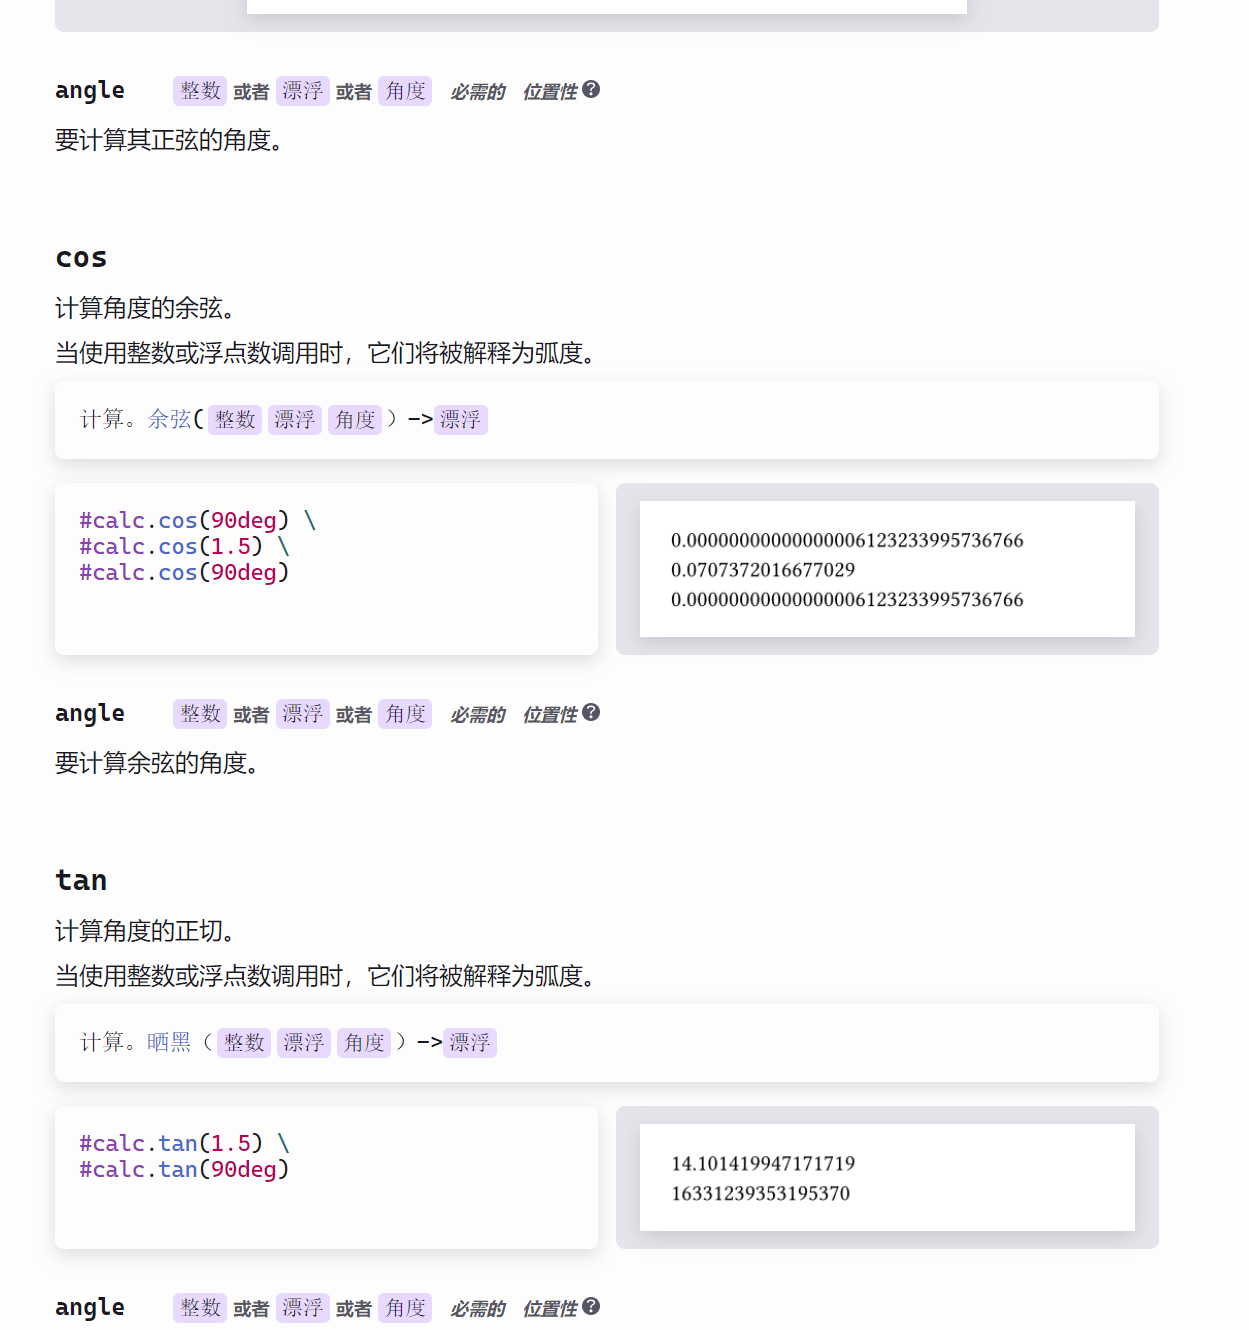 angle 整数 或者 漂浮 或者 角度 必需的 位置性 ?
要计算其正弦的角度。
cos
计算角度的余弦。
当使用整数或浮点数调用时，它们将被解释为弧度。
计算。余弦(整数 漂浮 角度）->漂浮
#calc.cos(90deg) \
#calc.cos(1.5) \
#calc.cos(90deg)
0.00000000000000006123233995736766
0.0707372016677029
0.00000000000000006123233995736766
angle 整数 或者 漂浮 或者 角度 必需的 位置性 ?
要计算余弦的角度。
tan
计算角度的正切。
当使用整数或浮点数调用时，它们将被解释为弧度。
计算。晒黑（整数 漂浮 角度）->漂浮
#calc.tan(1.5) \
#calc.tan(90deg)
14.101419947171719
16331239353195370
angle 整数 或者 漂浮 或者 角度 必需的 位置性 ?